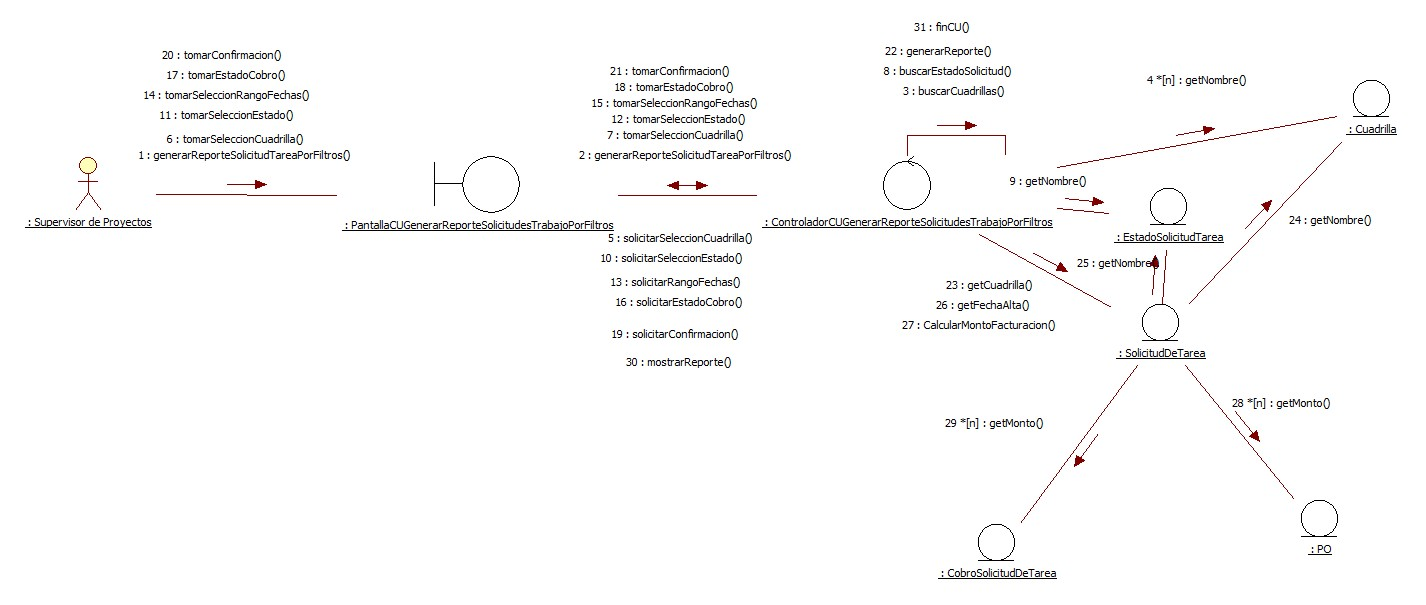 31 : finCU()
20 : tomarConfirmacion()
22 : generarReporte()
17 : tomarEstadoCobro()
21 : tomarConfirmacion()
8 : buscarEstadoSolicitud()
4 *[n] : getNombre()
18 : tomarEstadoCobro()
14 : tomarSeleccionRangoFechas()
3 : buscarCuadrillas()
15 : tomarSeleccionRangoFechas()
11 : tomarSeleccionEstado()
12 : tomarSeleccionEstado()
: Cuadrilla
6 : tomarSeleccionCuadrilla()
7 : tomarSeleccionCuadrilla()
1 : generarReporteSolicitudTareaPorFiltros()
2 : generarReporteSolicitudTareaPorFiltros()
9 : getNombre()
: Supervisor de Proyectos
: PantallaCUGenerarReporteSolicitudesTrabajoPorFiltros
: ControladorCUGenerarReporteSolicitudesTrabajoPorFiltros
24 : getNombre()
5 : solicitarSeleccionCuadrilla()
: EstadoSolicitudTarea
10 : solicitarSeleccionEstado()
25 : getNombre
13 : solicitarRangoFechas()
23 : getCuadrilla()
16 : solicitarEstadoCobro()
26 : getFechaAlta()
27 : CalcularMontoFacturacion()
19 : solicitarConfirmacion()
: SolicitudDeTarea
30 : mostrarReporte()
28 *[n] : getMonto()
29 *[n] : getMonto()
: PO
: CobroSolicitudDeTarea